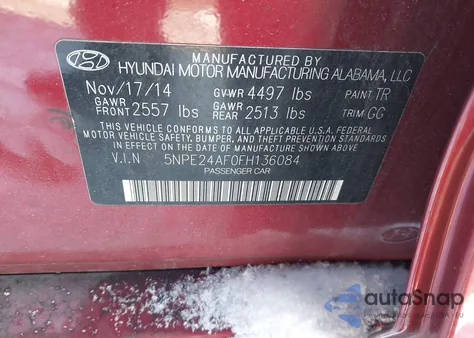 MANUFACTURED BY
HYUNDAI MOTOR MANUFACTURING ALABAMA, LLC
Nov/17/14 GVWR 4497 lbs PAINT TR
GAWR FRONT 2557 lbs GAWR REAR 2513 lbs TRIM GG
THIS VEHICLE CONFORMS TO ALL APPLICABLE U.S. FEDERAL
MOTOR VEHICLE SAFETY, BUMPER, AND THEFT PREVENTION STANDARDS
IN EFFECT ON THE DATE OF MANUFACTURE SHOWN ABOVE.
V.I.N 5NPE24AF0FH136084
PASSENGER CAR
autoSnap